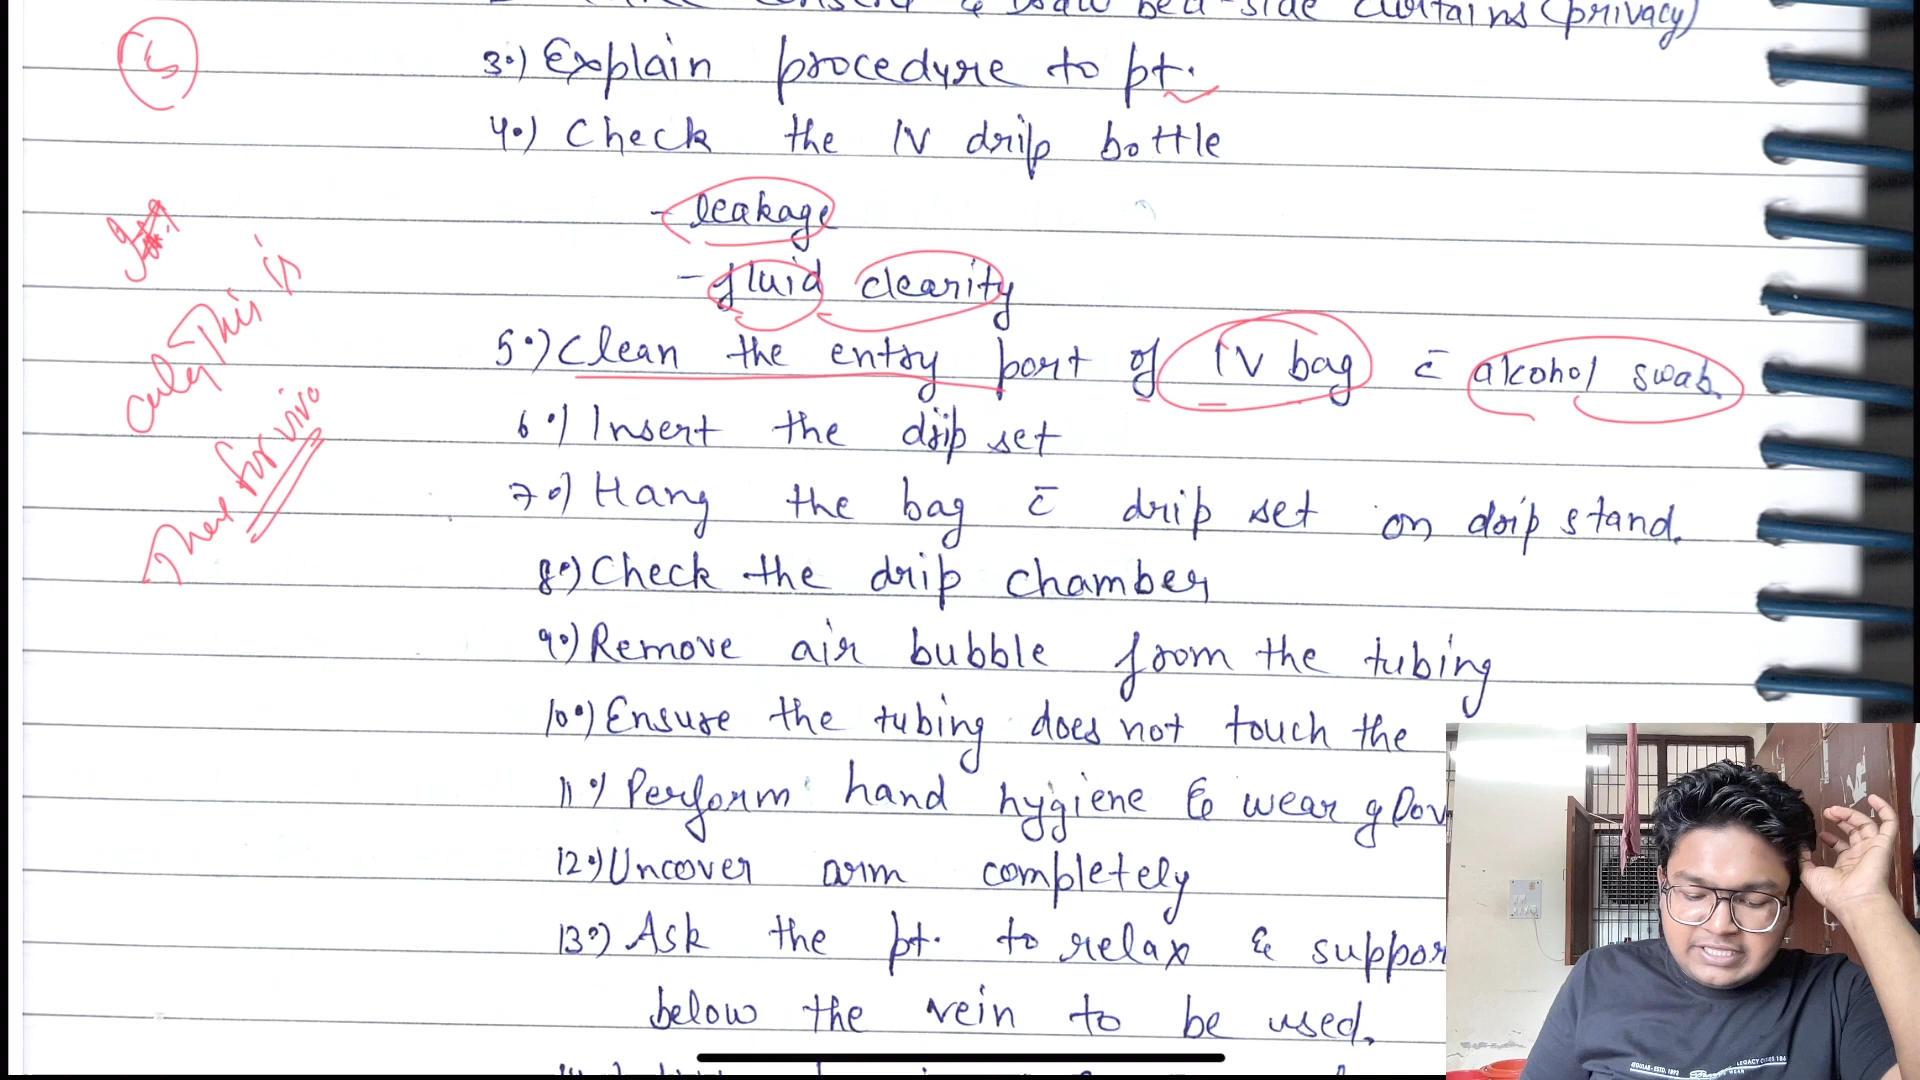 bed-side curtains (privacy)
3.) Explain procedure to pt.
4.) Check the IV drip bottle
- leakage
- fluid clearity
5.) Clean the entry port of IV bag c̄ alcohol swab.
6.) Insert the drip set
7.) Hang the bag c̄ drip set on drip stand.
8.) Check the drip chamber
9.) Remove air bubble from the tubing
10.) Ensure the tubing does not touch the
11.) Perform hand hygiene & wear glov
12.) Uncover arm completely
13.) Ask the pt. to relax & suppor
below the vein to be used.
This is
for viva